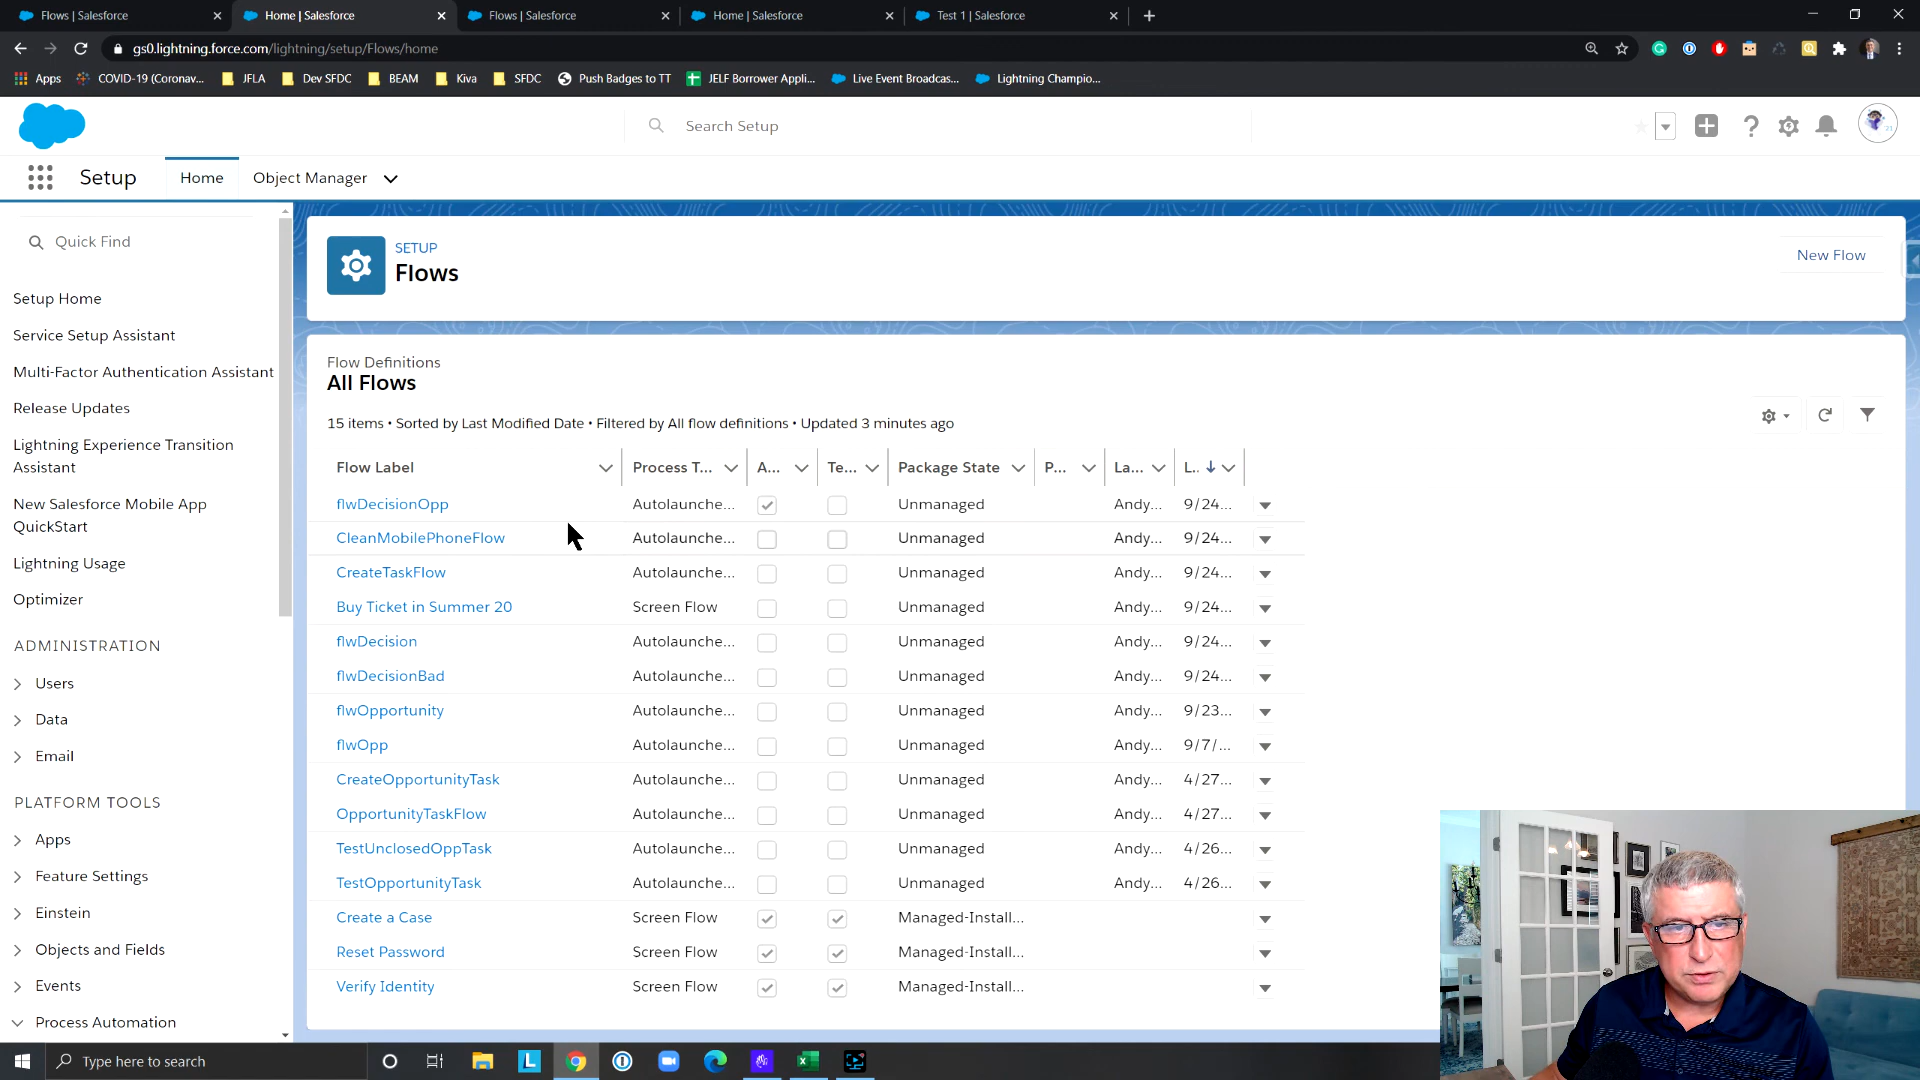 Flows | Salesforce
Home | Salesforce
Flows | Salesforce
Home | Salesforce
Test 1 | Salesforce
gs0.lightning.force.com/lightning/setup/Flows/home
Apps
COVID-19 (Coronav...
JFLA
Dev SFDC
BEAM
Kiva
SFDC
Push Badges to TT
JELF Borrower Appli...
Live Event Broadcas...
Lightning Champio...
Search Setup
Setup
Home
Object Manager
Quick Find
Setup Home
Service Setup Assistant
Multi-Factor Authentication Assistant
Release Updates
Lightning Experience Transition
Assistant
New Salesforce Mobile App
QuickStart
Lightning Usage
Optimizer
ADMINISTRATION
Users
Data
Email
PLATFORM TOOLS
Apps
Feature Settings
Einstein
Objects and Fields
Events
Process Automation
SETUP
Flows
New Flow
Flow Definitions
All Flows
15 items • Sorted by Last Modified Date • Filtered by All flow definitions • Updated 3 minutes ago
Flow Label Process T... A... Te... Package State P... La... L..
flwDecisionOpp Autolaunche... Unmanaged Andy... 9/24...
CleanMobilePhoneFlow Autolaunche... Unmanaged Andy... 9/24...
CreateTaskFlow Autolaunche... Unmanaged Andy... 9/24...
Buy Ticket in Summer 20 Screen Flow Unmanaged Andy... 9/24...
flwDecision Autolaunche... Unmanaged Andy... 9/24...
flwDecisionBad Autolaunche... Unmanaged Andy... 9/24...
flwOpportunity Autolaunche... Unmanaged Andy... 9/23...
flwOpp Autolaunche... Unmanaged Andy... 9/7/...
CreateOpportunityTask Autolaunche... Unmanaged Andy... 4/27...
OpportunityTaskFlow Autolaunche... Unmanaged Andy... 4/27...
TestUnclosedOppTask Autolaunche... Unmanaged Andy... 4/26...
TestOpportunityTask Autolaunche... Unmanaged Andy... 4/26...
Create a Case Screen Flow Managed-Install...
Reset Password Screen Flow Managed-Install...
Verify Identity Screen Flow Managed-Install...
Type here to search